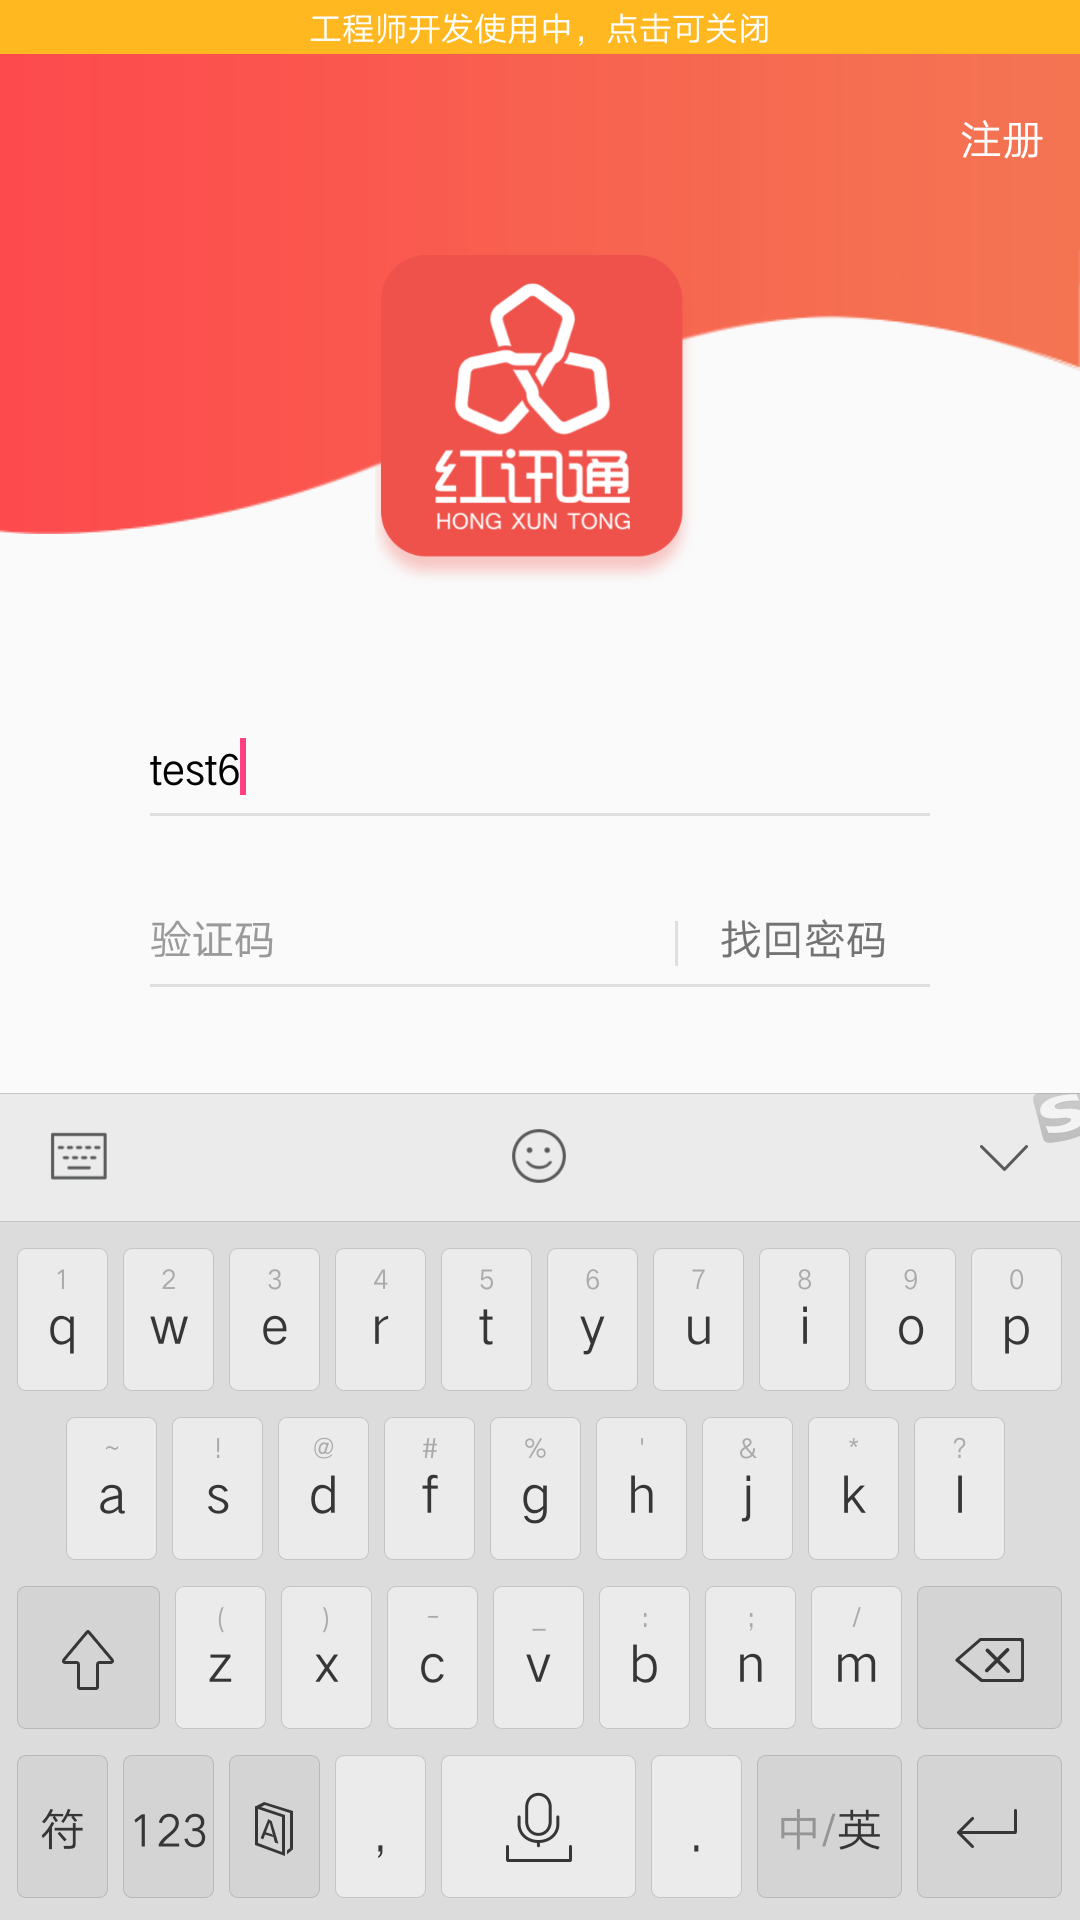 工程师开发使用中，点击可关闭
注册
红讯通
HONG XUN TONG
test6
验证码 找回密码
S
1 2 3 4 5 6 7 8 9 0
q w e r t y u i o p
~ ! @ # % ' & * ?
a s d f g h j k l
( ) - _ : ; /
z x c v b n m
符 123 A , . 中/英